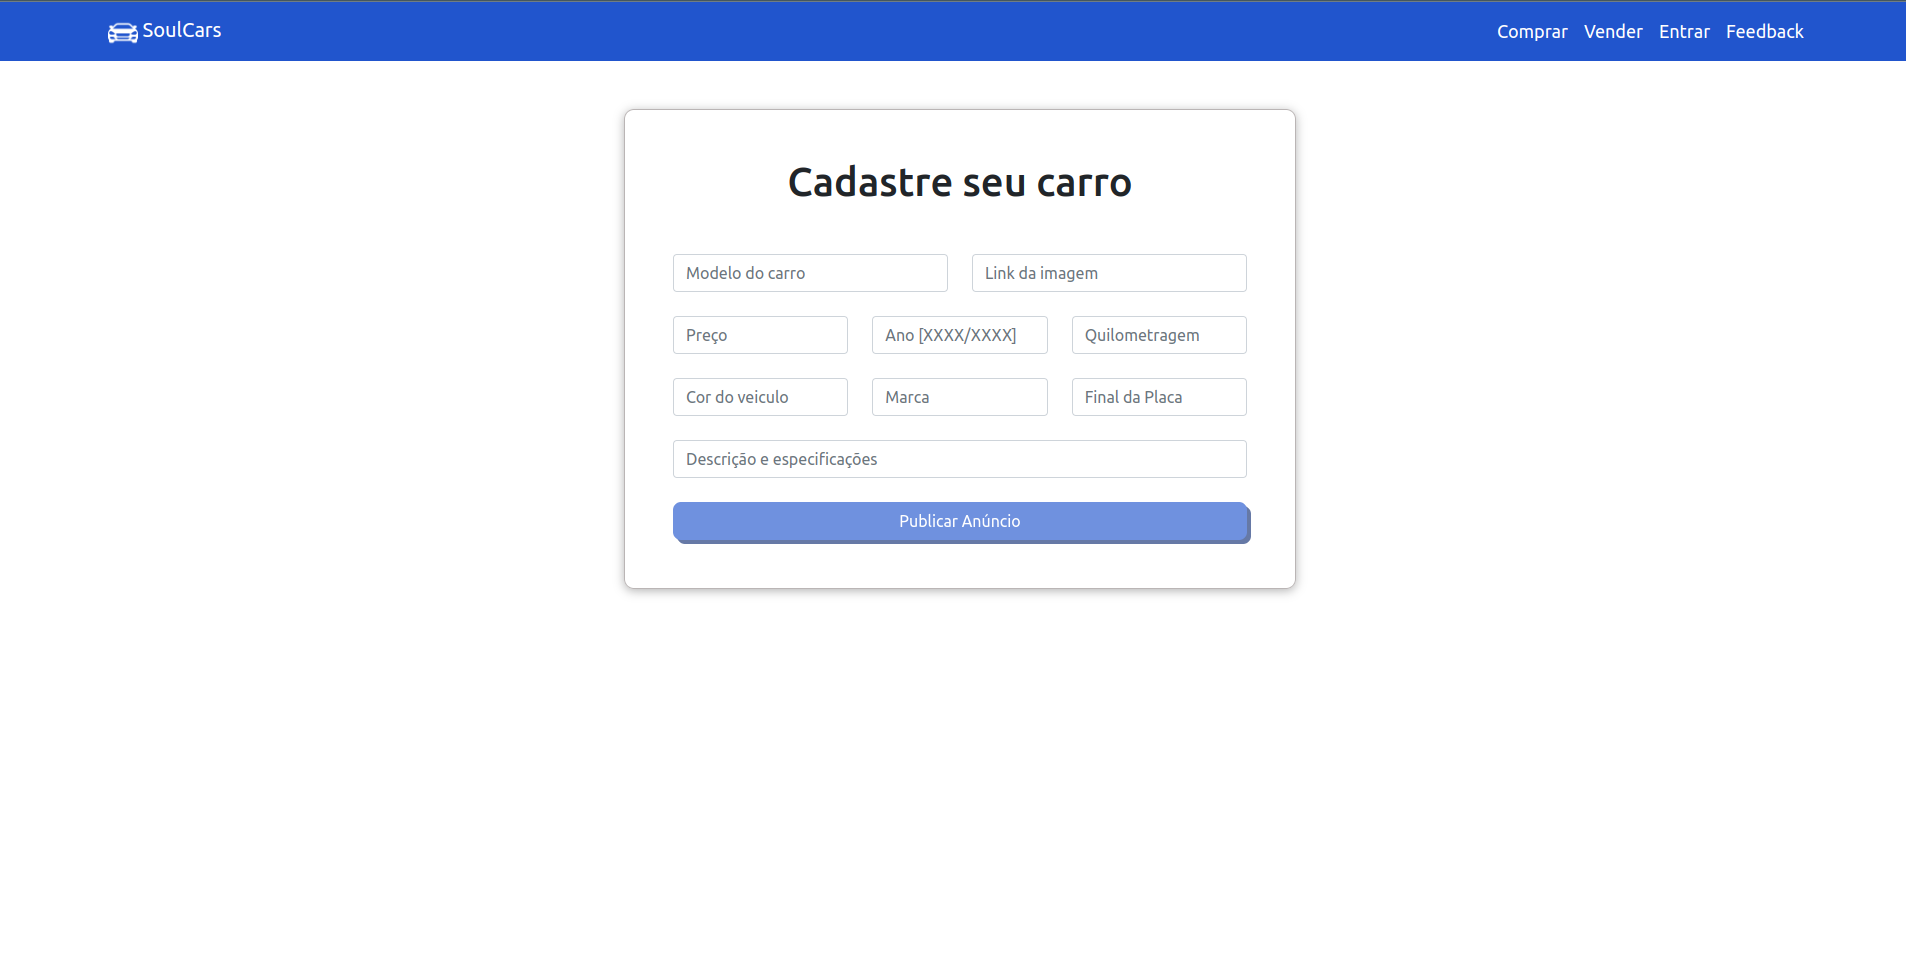 SoulCars
Comprar Vender Entrar Feedback
Cadastre seu carro
Modelo do carro Link da imagem
Preço Ano [XXXX/XXXX] Quilometragem
Cor do veiculo Marca Final da Placa
Descrição e especificações
Publicar Anúncio